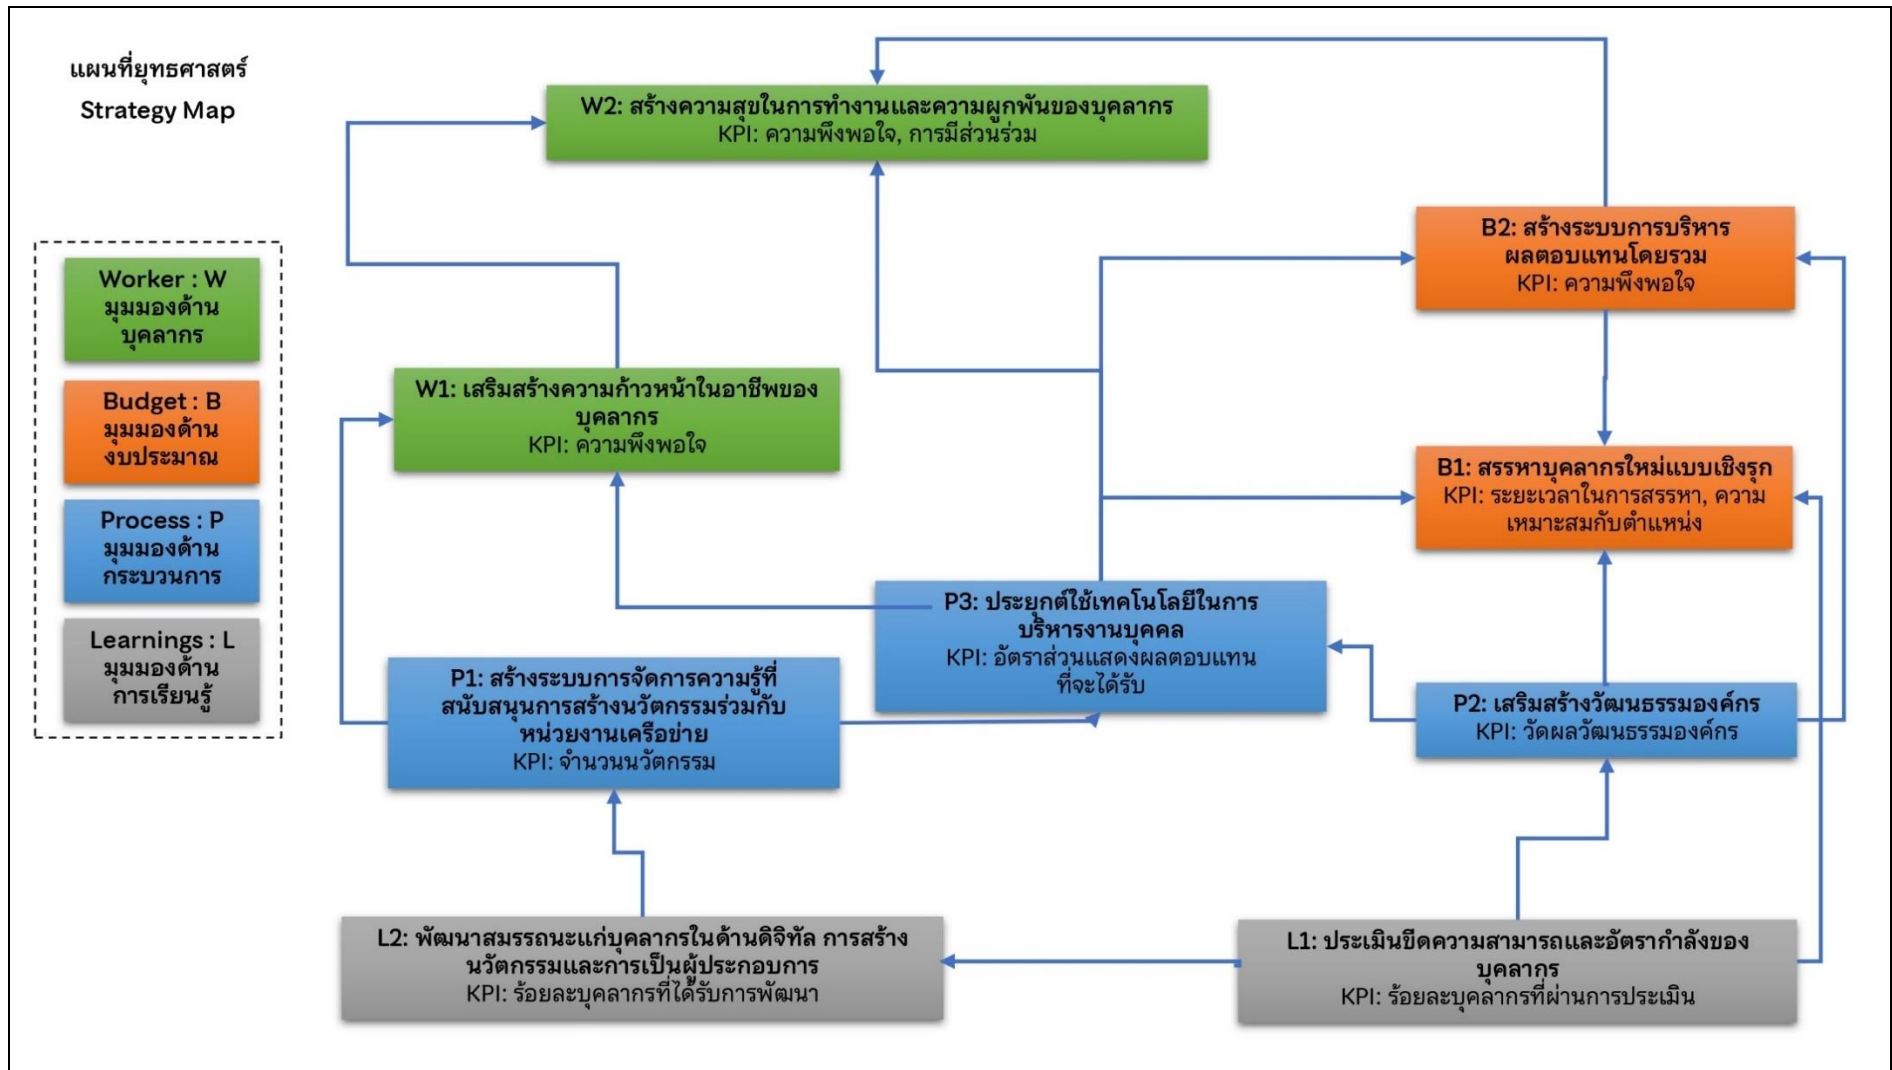 แผนที่ยุทธศาสตร์
Strategy Map
Worker : W
มุมมองด้าน
บุคลากร
Budget : B
มุมมองด้าน
งบประมาณ
Process : P
มุมมองด้าน
กระบวนการ
Learnings : L
มุมมองด้าน
การเรียนรู้
W2: สร้างความสุขในการทำงานและความผูกพันของบุคลากร
KPI: ความพึงพอใจ, การมีส่วนร่วม
B2: สร้างระบบการบริหาร
ผลตอบแทนโดยรวม
KPI: ความพึงพอใจ
W1: เสริมสร้างความก้าวหน้าในอาชีพของ
บุคลากร
KPI: ความพึงพอใจ
B1: สรรหาบุคลากรใหม่แบบเชิงรุก
KPI: ระยะเวลาในการสรรหา, ความ
เหมาะสมกับตำแหน่ง
P3: ประยุกต์ใช้เทคโนโลยีในการ
บริหารงานบุคคล
KPI: อัตราส่วนแสดงผลตอบแทน
ที่จะได้รับ
P1: สร้างระบบการจัดการความรู้ที่
สนับสนุนการสร้างนวัตกรรมร่วมกับ
หน่วยงานเครือข่าย
KPI: จำนวนนวัตกรรม
P2: เสริมสร้างวัฒนธรรมองค์กร
KPI: วัดผลวัฒนธรรมองค์กร
L2: พัฒนาสมรรถนะแก่บุคลากรในด้านดิจิทัล การสร้าง
นวัตกรรมและการเป็นผู้ประกอบการ
KPI: ร้อยละบุคลากรที่ได้รับการพัฒนา
L1: ประเมินขีดความสามารถและอัตรากำลังของ
บุคลากร
KPI: ร้อยละบุคลากรที่ผ่านการประเมิน